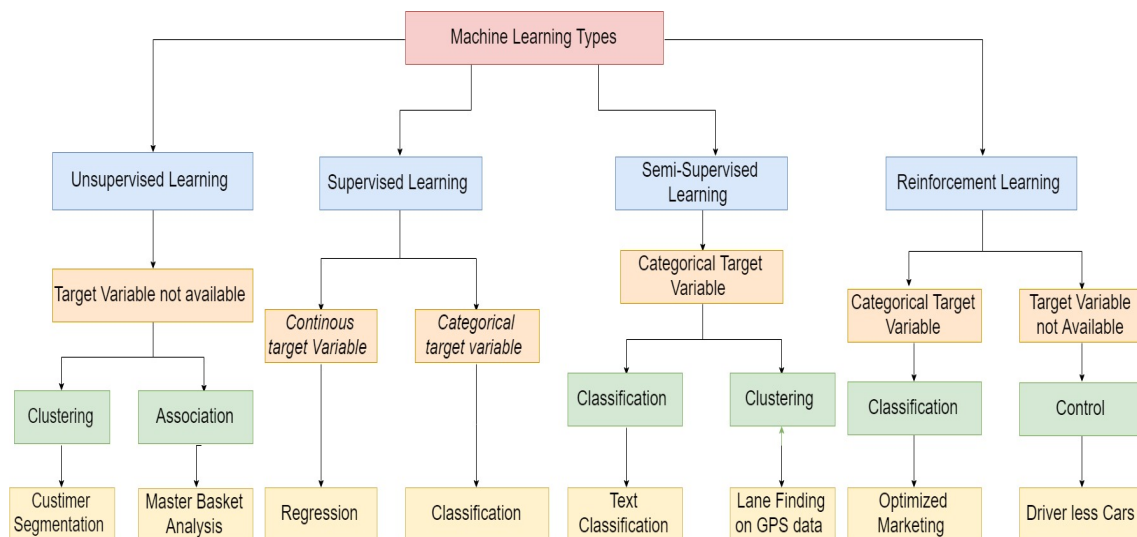 Machine Learning Types
Unsupervised Learning
Supervised Learning
Semi-Supervised
Learning
Reinforcement Learning
Target Variable not available
Continous
target Variable
Categorical
target variable
Categorical Target
Variable
Categorical Target
Variable
Target Variable
not Available
Clustering
Association
Classification
Clustering
Classification
Control
Custimer
Segmentation
Master Basket
Analysis
Regression
Classification
Text
Classification
Lane Finding
on GPS data
Optimized
Marketing
Driver less Cars